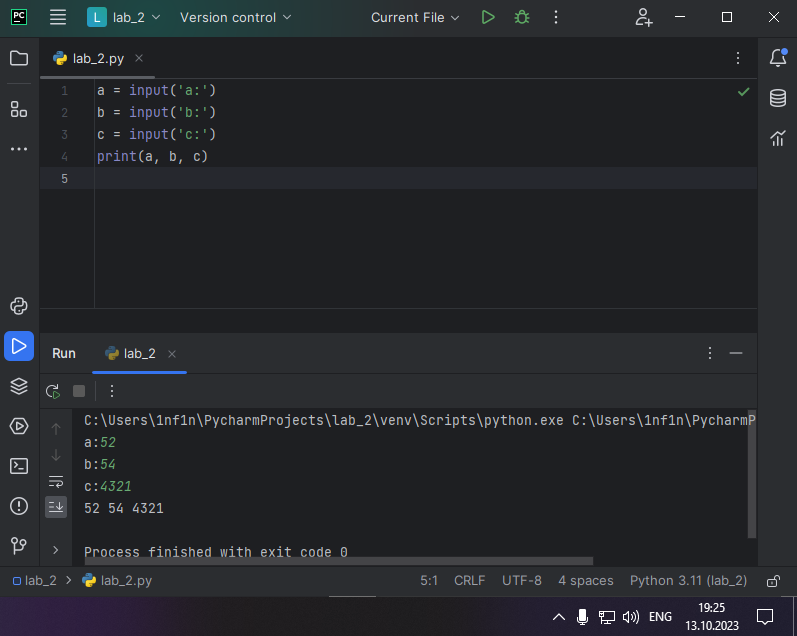 PC L lab_2 Version control Current File
lab_2.py
1 a = input('a:')
2 b = input('b:')
3 c = input('c:')
4 print(a, b, c)
5
Run lab_2
C:\Users\1nf1n\PycharmProjects\lab_2\venv\Scripts\python.exe C:\Users\1nf1n\PycharmP
a:52
b:54
c:4321
52 54 4321
Process finished with exit code 0
lab_2 > lab_2.py 5:1 CRLF UTF-8 4 spaces Python 3.11 (lab_2)
ENG 19:25
13.10.2023